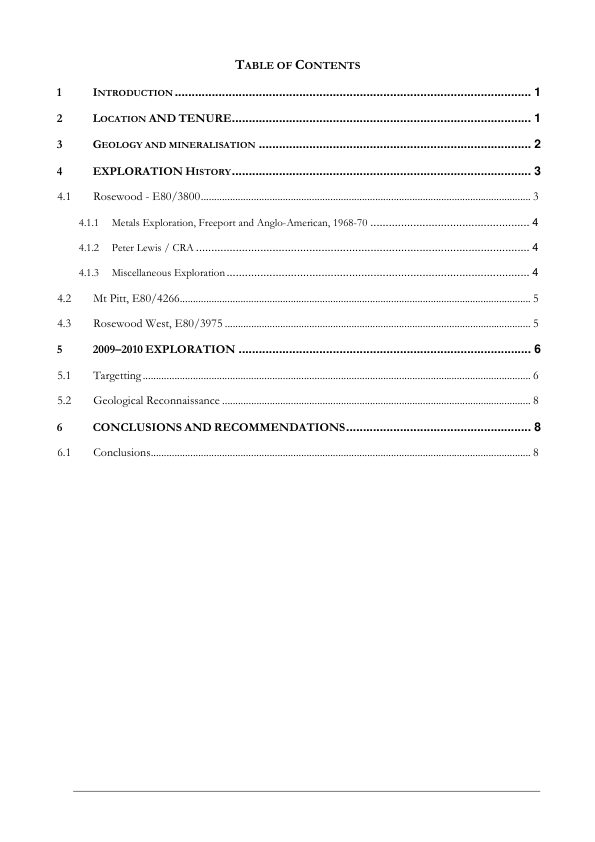 TABLE OF CONTENTS
1 INTRODUCTION ........ 1
2 LOCATION AND TENURE ........ 1
3 GEOLOGY AND MINERALISATION ........ 2
4 EXPLORATION HISTORY ........ 3
4.1 Rosewood - E80/3800 ........ 3
4.1.1 Metals Exploration, Freeport and Anglo-American, 1968-70 ........ 4
4.1.2 Peter Lewis / CRA ........ 4
4.1.3 Miscellaneous Exploration ........ 4
4.2 Mt Pitt, E80/4266 ........ 5
4.3 Rosewood West, E80/3975 ........ 5
5 2009–2010 EXPLORATION ........ 6
5.1 Targetting ........ 6
5.2 Geological Reconnaissance ........ 8
6 CONCLUSIONS AND RECOMMENDATIONS ........ 8
6.1 Conclusions ........ 8